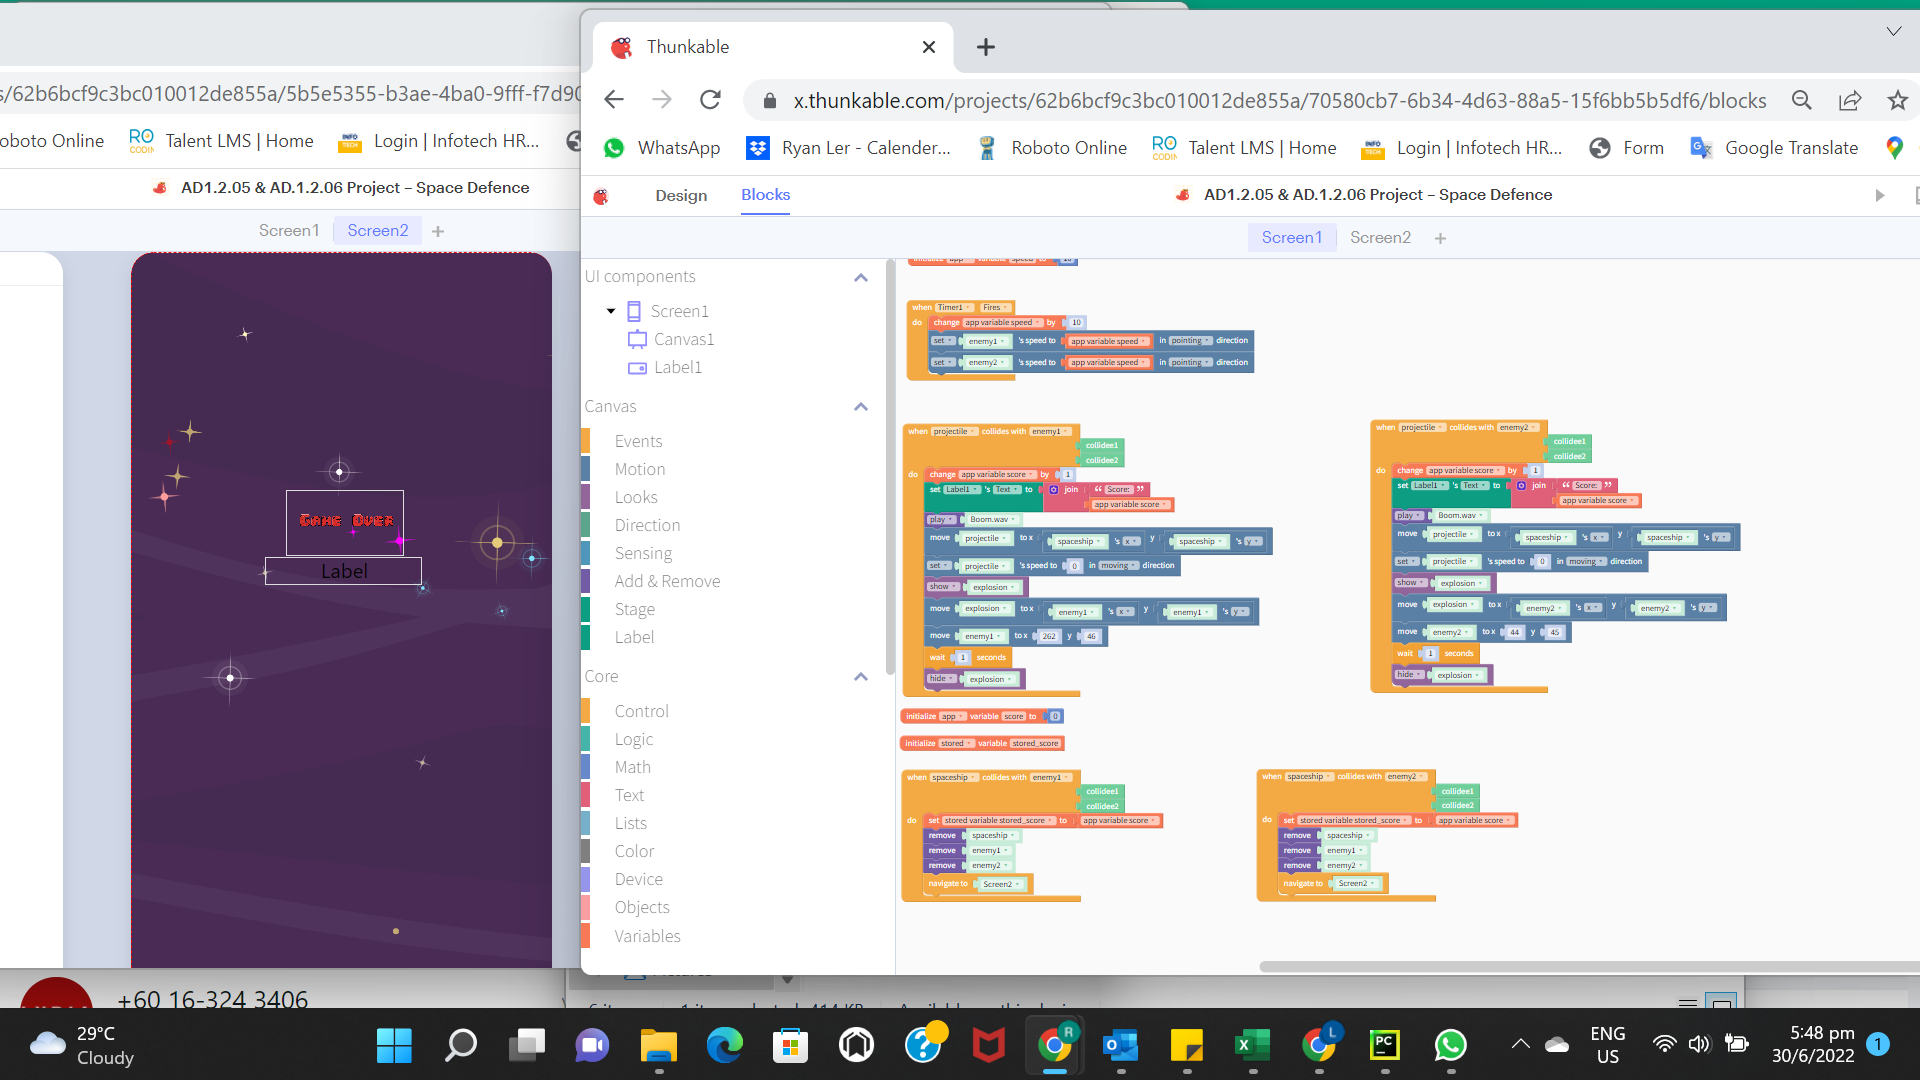 Thunkable
s/62b6bcf9c3bc010012de855a/5b5e5355-b3ae-4ba0-9fff-f7d90
x.thunkable.com/projects/62b6bcf9c3bc010012de855a/70580cb7-6b34-4d63-88a5-15f6bb5b5df6/blocks
oboto Online
Talent LMS | Home
Login | Infotech HR...
WhatsApp
Ryan Ler - Calender...
Roboto Online
Talent LMS | Home
Login | Infotech HR...
Form
Google Translate
AD1.2.05 & AD.1.2.06 Project – Space Defence
Design
Blocks
AD1.2.05 & AD.1.2.06 Project – Space Defence
Screen1
Screen2
+
Screen1
Screen2
+
Game Over
Label
UI components
Screen1
Canvas1
Label1
Canvas
Events
Motion
Looks
Direction
Sensing
Add & Remove
Stage
Label
Core
Control
Logic
Math
Text
Lists
Color
Device
Objects
Variables
when Timer1 Fires
do change app variable speed by 10
set enemy1 's speed to app variable speed in pointing direction
set enemy2 's speed to app variable speed in pointing direction
when projectile collides with enemy1
collidee1
collidee2
do change app variable score by 1
set Label1 's Text to join “ Score: ”
app variable score
play Boom.wav
move projectile to x spaceship 's x y spaceship 's y
set projectile 's speed to 0 in moving direction
show explosion
move explosion to x enemy1 's x y enemy1 's y
move enemy1 to x 262 y 46
wait 1 seconds
hide explosion
when projectile collides with enemy2
collidee1
collidee2
do change app variable score by 1
set Label1 's Text to join “ Score: ”
app variable score
play Boom.wav
move projectile to x spaceship 's x y spaceship 's y
set projectile 's speed to 0 in moving direction
show explosion
move explosion to x enemy2 's x y enemy2 's y
move enemy2 to x 44 y 45
wait 1 seconds
hide explosion
initialize app variable score to 0
initialize stored variable stored_score
when spaceship collides with enemy1
collidee1
collidee2
do set stored variable stored_score to app variable score
remove spaceship
remove enemy1
remove enemy2
navigate to Screen2
when spaceship collides with enemy2
collidee1
collidee2
do set stored variable stored_score to app variable score
remove spaceship
remove enemy1
remove enemy2
navigate to Screen2
+60 16-324 3406
29°C
Cloudy
ENG
US
5:48 pm
30/6/2022
1